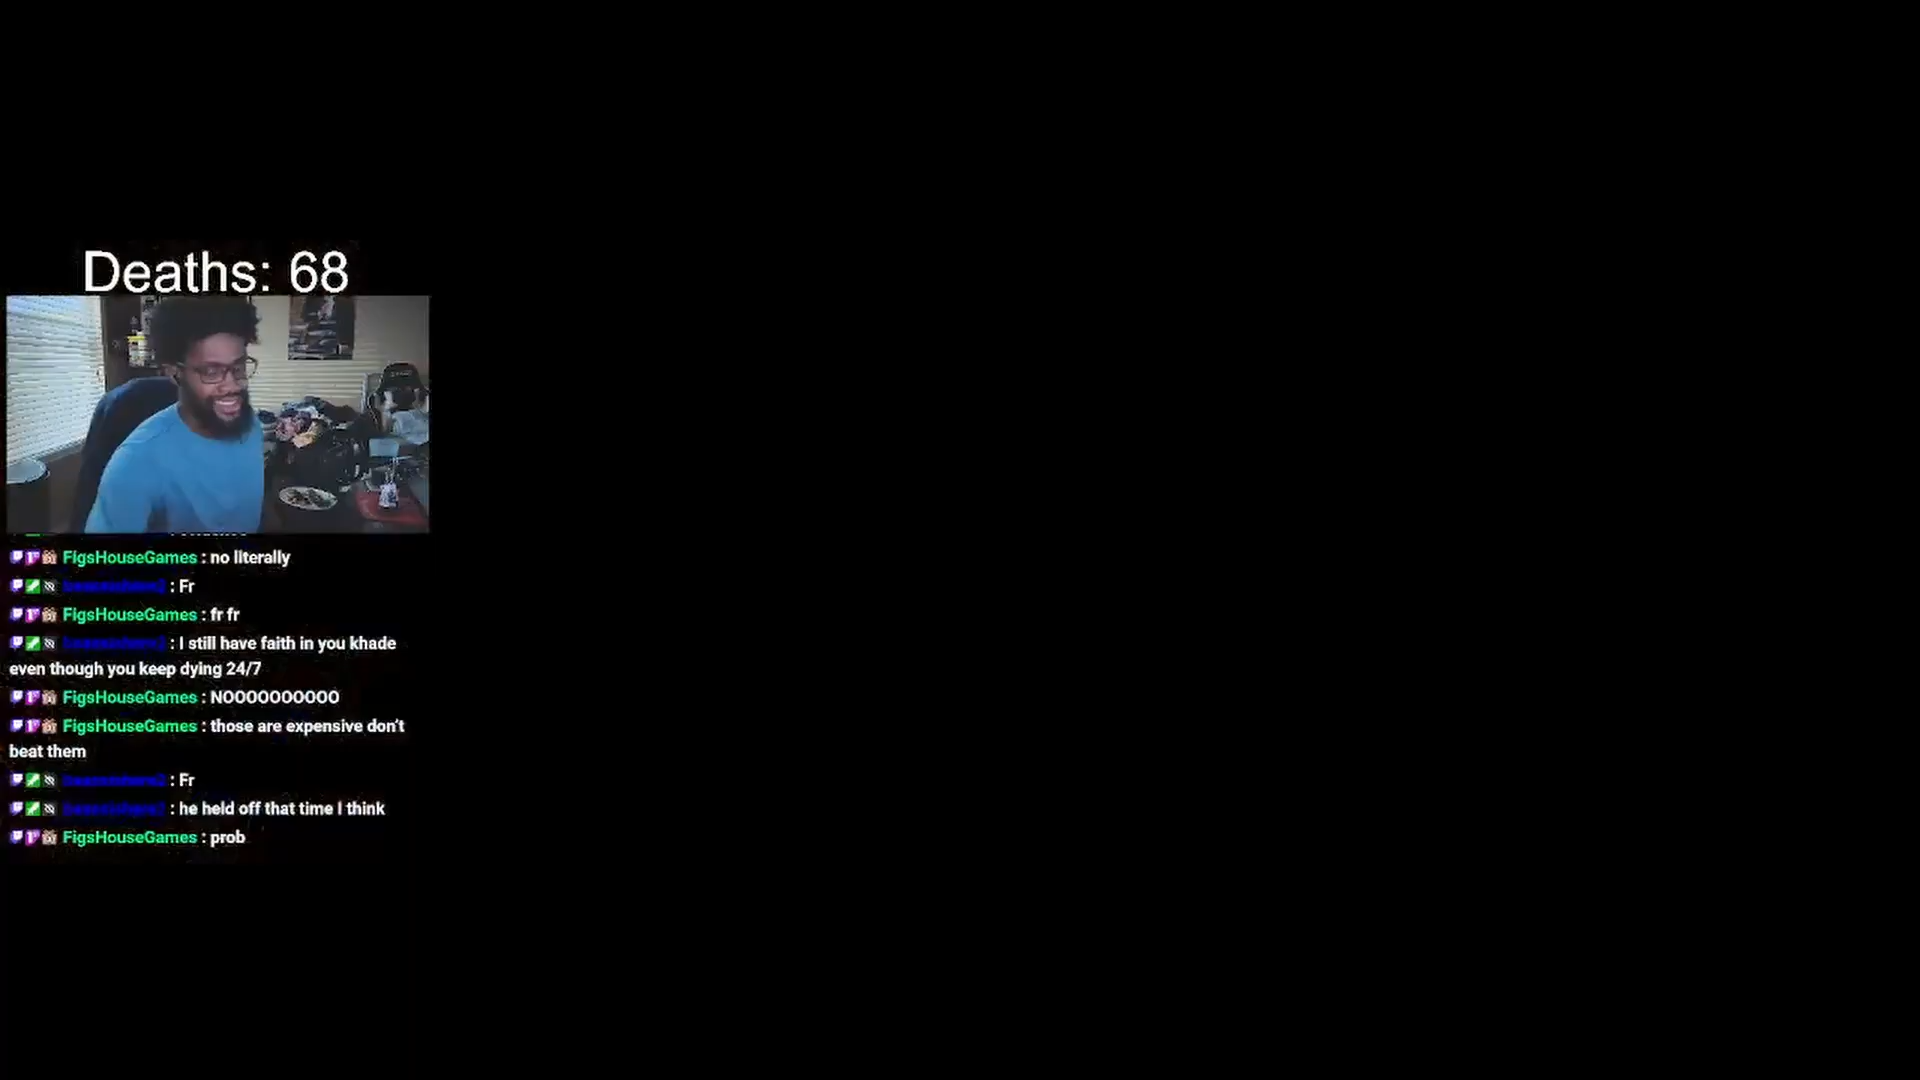 Deaths: 68
FigsHouseGames : no literally
: Fr
FigsHouseGames : fr fr
: I still have faith in you khade
even though you keep dying 24/7
FigsHouseGames : NOOOOOOOOOO
FigsHouseGames : those are expensive don't
beat them
: Fr
: he held off that time I think
FigsHouseGames : prob